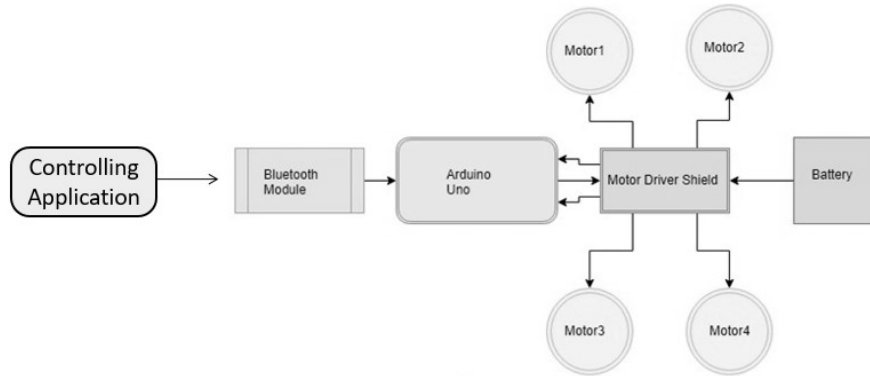 Motor1
Motor2
Controlling
Application
Bluetooth
Module
Arduino
Uno
Motor Driver Shield
Battery
Motor3
Motor4